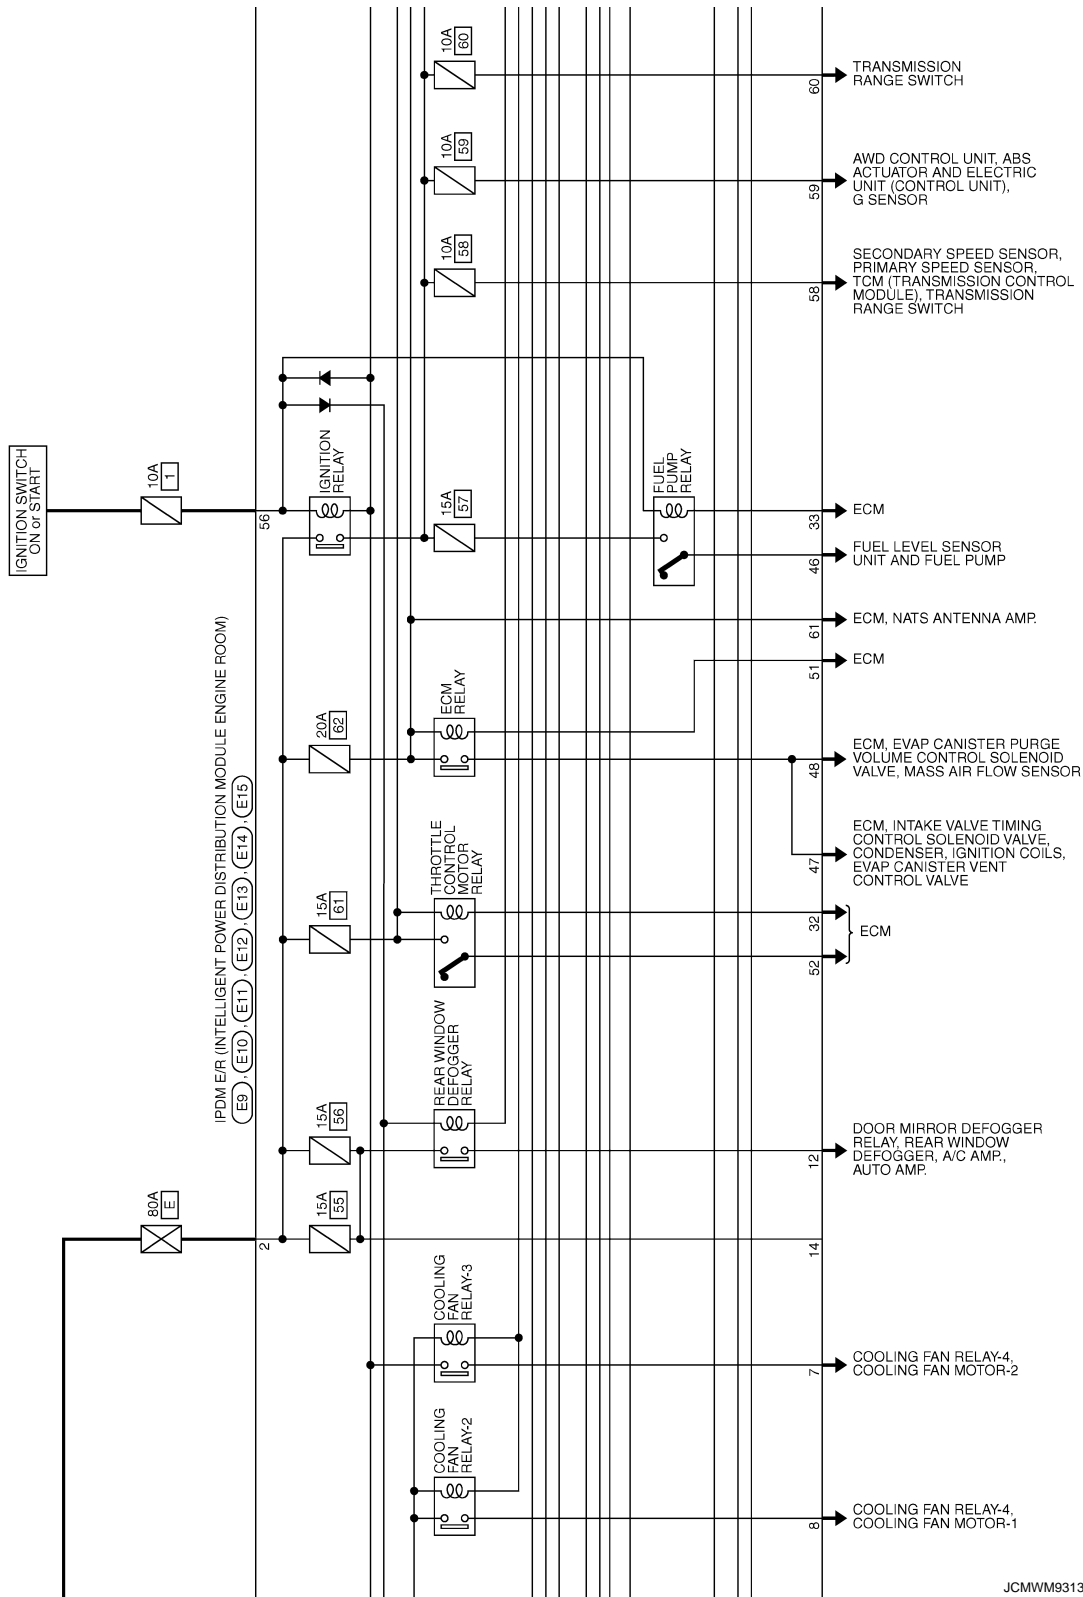 10A
60
60
TRANSMISSION
RANGE SWITCH
10A
59
59
AWD CONTROL UNIT, ABS
ACTUATOR AND ELECTRIC
UNIT (CONTROL UNIT),
G SENSOR
10A
58
58
SECONDARY SPEED SENSOR,
PRIMARY SPEED SENSOR,
TCM (TRANSMISSION CONTROL
MODULE), TRANSMISSION
RANGE SWITCH
IGNITION SWITCH
ON or START
10A
1
56
IGNITION
RELAY
15A
57
FUEL
PUMP
RELAY
33
ECM
46
FUEL LEVEL SENSOR
UNIT AND FUEL PUMP
61
ECM, NATS ANTENNA AMP.
51
ECM
IPDM E/R (INTELLIGENT POWER DISTRIBUTION MODULE ENGINE ROOM)
E9 , E10 , E11 , E12 , E13 , E14 , E15
20A
62
ECM
RELAY
48
ECM, EVAP CANISTER PURGE
VOLUME CONTROL SOLENOID
VALVE, MASS AIR FLOW SENSOR
47
ECM, INTAKE VALVE TIMING
CONTROL SOLENOID VALVE,
CONDENSER, IGNITION COILS,
EVAP CANISTER VENT
CONTROL VALVE
15A
61
THROTTLE
CONTROL
MOTOR
RELAY
32
52
ECM
15A
56
REAR WINDOW
DEFOGGER
RELAY
12
DOOR MIRROR DEFOGGER
RELAY, REAR WINDOW
DEFOGGER, A/C AMP.,
AUTO AMP.
80A
E
2
15A
55
14
COOLING
FAN
RELAY-3
7
COOLING FAN RELAY-4,
COOLING FAN MOTOR-2
COOLING
FAN
RELAY-2
8
COOLING FAN RELAY-4,
COOLING FAN MOTOR-1
JCMWM9313